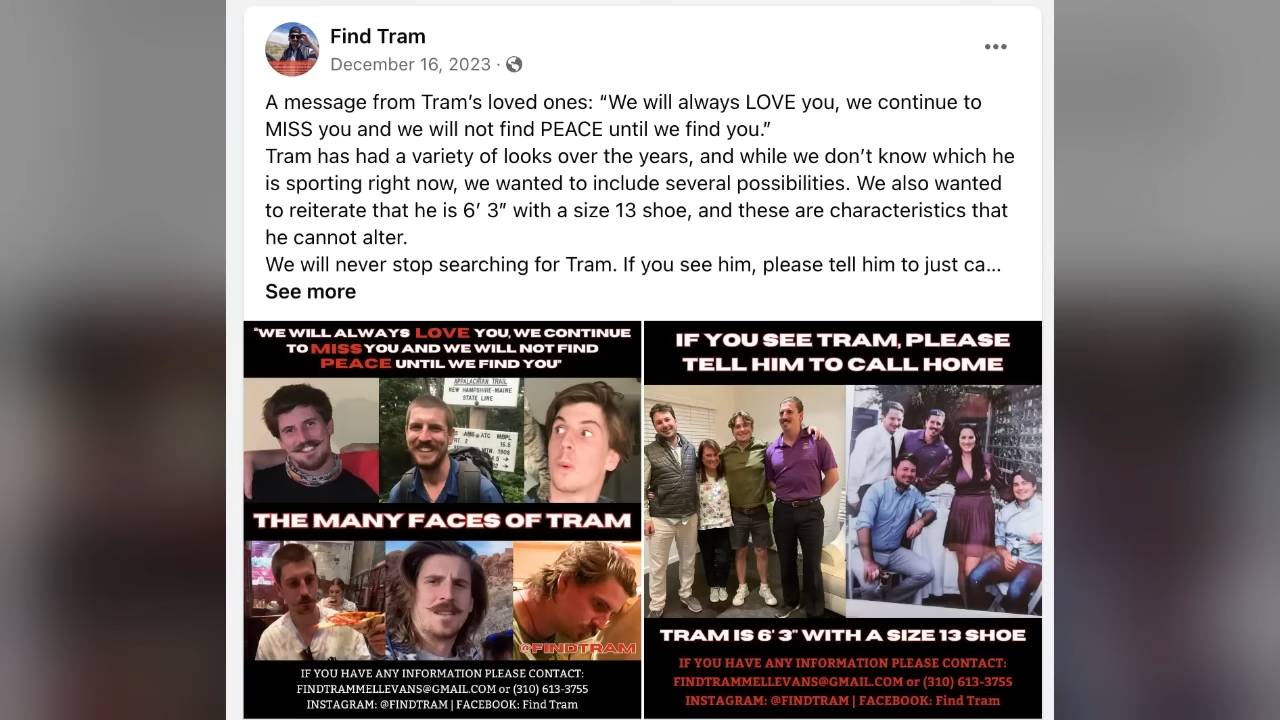 Find Tram
December 16, 2023 ·
A message from Tram’s loved ones: “We will always LOVE you, we continue to
MISS you and we will not find PEACE until we find you.”
Tram has had a variety of looks over the years, and while we don’t know which he
is sporting right now, we wanted to include several possibilities. We also wanted
to reiterate that he is 6’ 3” with a size 13 shoe, and these are characteristics that
he cannot alter.
We will never stop searching for Tram. If you see him, please tell him to just ca...
See more
"WE WILL ALWAYS LOVE YOU, WE CONTINUE
TO MISS YOU AND WE WILL NOT FIND
PEACE UNTIL WE FIND YOU"
APPALACHIAN TRAIL
NEW HAMPSHIRE-MAINE
STATE LINE
THE MANY FACES OF TRAM
@FINDTRAM
IF YOU HAVE ANY INFORMATION PLEASE CONTACT:
FINDTRAMMELLEVANS@GMAIL.COM or (310) 613-3755
INSTAGRAM: @FINDTRAM | FACEBOOK: Find Tram
IF YOU SEE TRAM, PLEASE
TELL HIM TO CALL HOME
TRAM IS 6' 3" WITH A SIZE 13 SHOE
IF YOU HAVE ANY INFORMATION PLEASE CONTACT:
FINDTRAMMELLEVANS@GMAIL.COM or (310) 613-3755
INSTAGRAM: @FINDTRAM | FACEBOOK: Find Tram